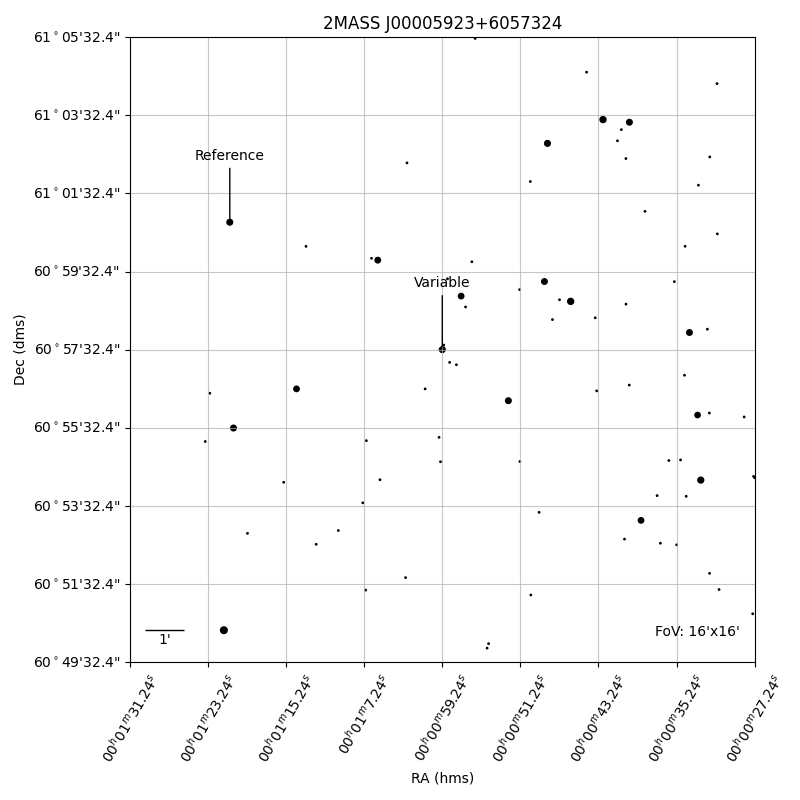 2MASS J00005923+6057324
61°05'32.4"
61°03'32.4"
61°01'32.4"
60°59'32.4"
60°57'32.4"
60°55'32.4"
60°53'32.4"
60°51'32.4"
60°49'32.4"
Dec (dms)
Reference
Variable
1'
FoV: 16'x16'
00ʰ01ᵐ31.24ˢ
00ʰ01ᵐ23.24ˢ
00ʰ01ᵐ15.24ˢ
00ʰ01ᵐ7.24ˢ
00ʰ00ᵐ59.24ˢ
00ʰ00ᵐ51.24ˢ
00ʰ00ᵐ43.24ˢ
00ʰ00ᵐ35.24ˢ
00ʰ00ᵐ27.24ˢ
RA (hms)